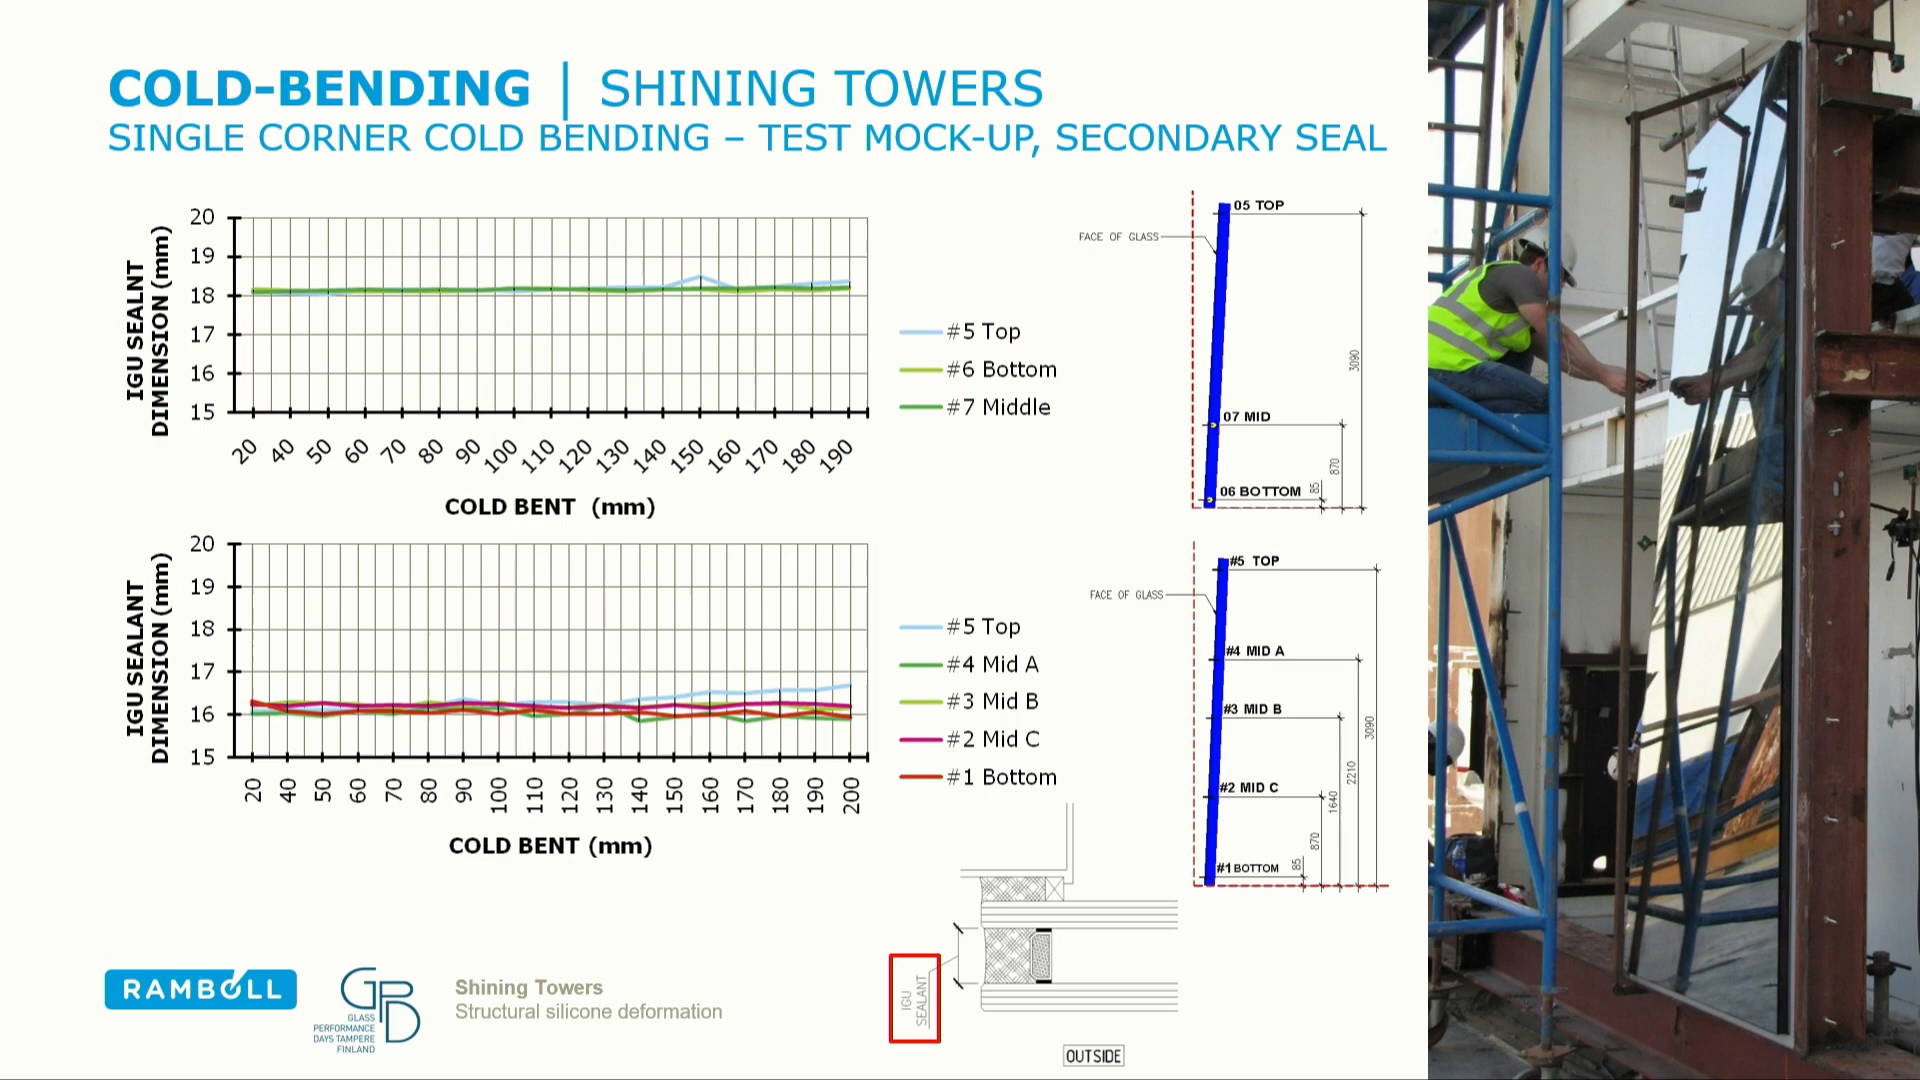 COLD-BENDING | SHINING TOWERS
SINGLE CORNER COLD BENDING – TEST MOCK-UP, SECONDARY SEAL
IGU SEALNT
DIMENSION (mm)
20
19
18
17
16
15
20 40 50 60 70 80 90 100 110 120 130 140 150 160 170 180 190
COLD BENT (mm)
#5 Top
#6 Bottom
#7 Middle
05 TOP
FACE OF GLASS
3090
07 MID
870
06 BOTTOM
85
IGU SEALANT
DIMENSION (mm)
20
19
18
17
16
15
20 40 50 60 70 80 90 100 110 120 130 140 150 160 170 180 190 200
COLD BENT (mm)
#5 Top
#4 Mid A
#3 Mid B
#2 Mid C
#1 Bottom
#5 TOP
FACE OF GLASS
#4 MID A
#3 MID B
3090
2210
#2 MID C
1640
870
#1 BOTTOM
85
IGU
SEALANT
OUTSIDE
RAMBOLL
GPD
GLASS
PERFORMANCE
DAYS TAMPERE
FINLAND
Shining Towers
Structural silicone deformation